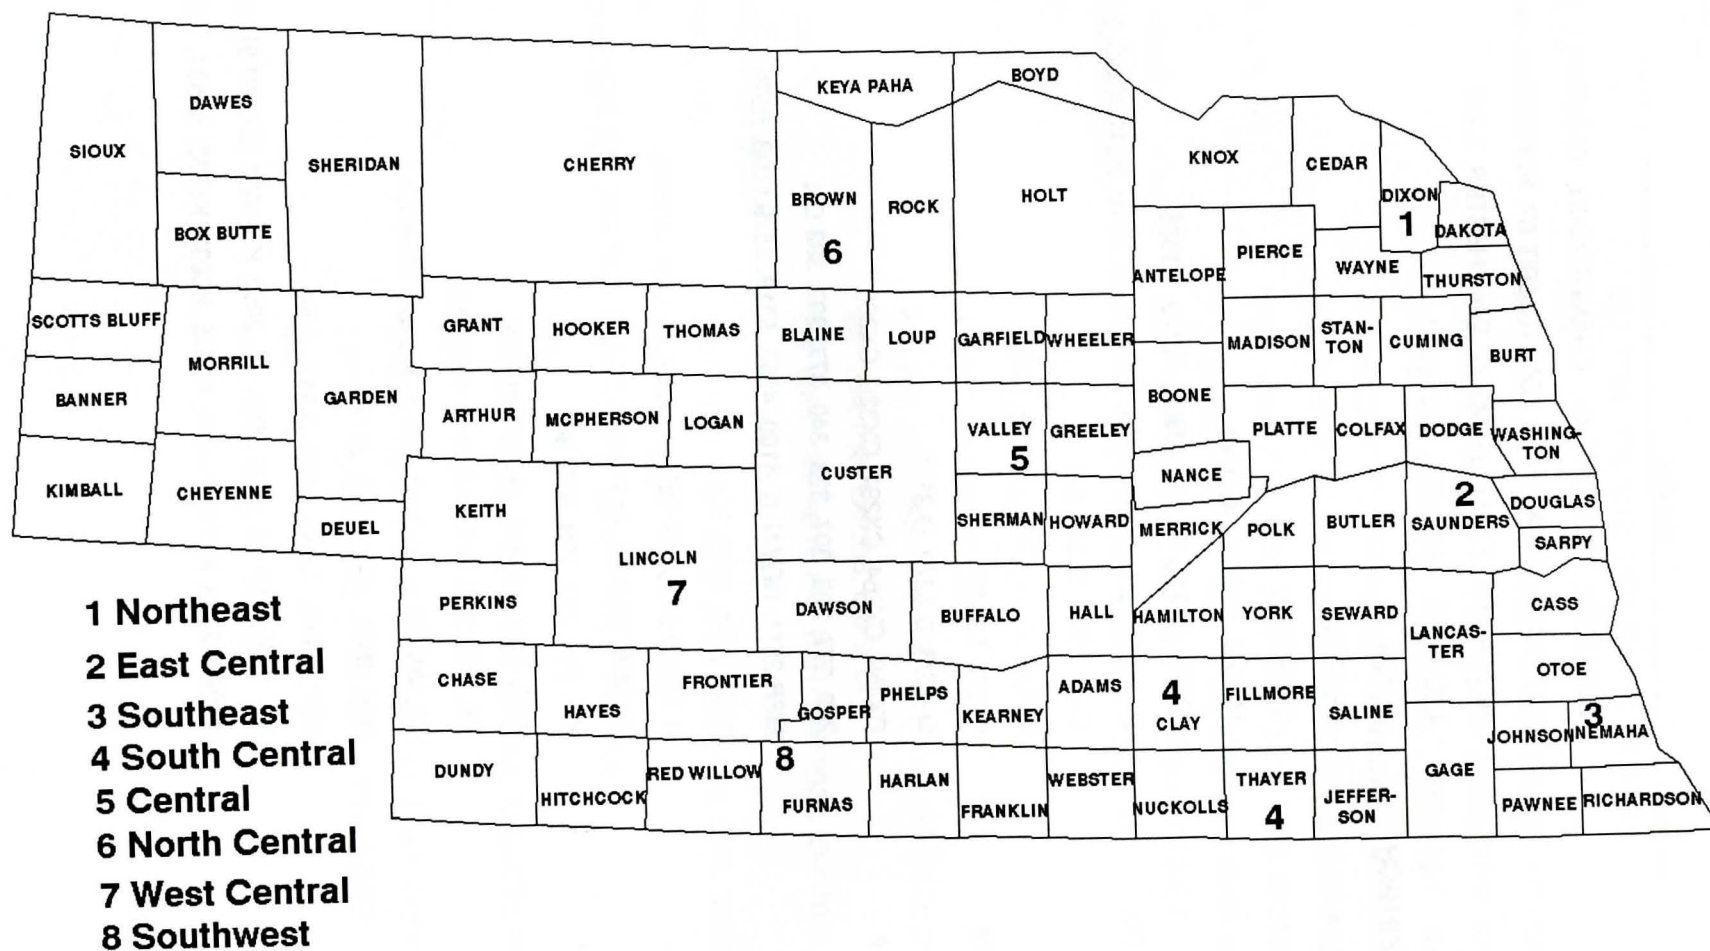 KEYA PAHA
BOYD
DAWES
SIOUX
SHERIDAN
CHERRY
KNOX
CEDAR
BROWN
ROCK
HOLT
DIXON
1
DAKOTA
BOX BUTTE
6
PIERCE
WAYNE
ANTELOPE
THURSTON
SCOTTS BLUFF
GRANT
HOOKER
THOMAS
BLAINE
LOUP
GARFIELD
WHEELER
MADISON
STAN-
TON
CUMING
BURT
MORRILL
BANNER
GARDEN
ARTHUR
MCPHERSON
LOGAN
CUSTER
VALLEY
5
GREELEY
BOONE
PLATTE
COLFAX
DODGE
WASHING-
TON
NANCE
KIMBALL
CHEYENNE
DEUEL
KEITH
LINCOLN
7
SHERMAN
HOWARD
MERRICK
POLK
BUTLER
2
SAUNDERS
DOUGLAS
SARPY
PERKINS
DAWSON
BUFFALO
HALL
HAMILTON
YORK
SEWARD
LANCAS-
TER
CASS
OTOE
CHASE
HAYES
FRONTIER
GOSPER
PHELPS
KEARNEY
ADAMS
4
CLAY
FILLMORE
SALINE
JOHNSON
3
NEMAHA
DUNDY
HITCHCOCK
RED WILLOW
8
FURNAS
HARLAN
FRANKLIN
WEBSTER
NUCKOLLS
THAYER
4
JEFFER-
SON
GAGE
PAWNEE
RICHARDSON
1 Northeast
2 East Central
3 Southeast
4 South Central
5 Central
6 North Central
7 West Central
8 Southwest